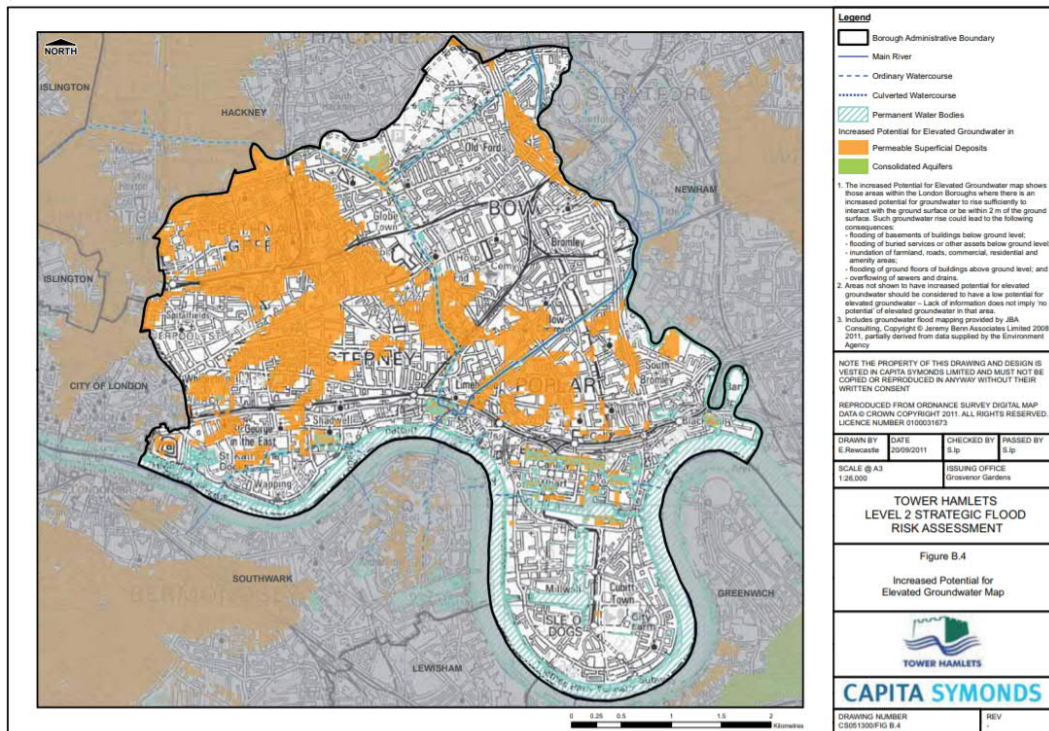 NORTH
ISLINGTON
HACKNEY
HACKNEY
STRATFORD
Old Ford
NEWHAM
BOW
Globe
Town
Bromley
ISLINGTON
Spitalfields
STEPNEY
CITY OF LONDON
Limeh
POPLAR
South
Bromley
Shadwell
St George
in the East
Wapping
Canary
Wharf
SOUTHWARK
Millwall
Cubitt
Town
GREENWICH
ISLE O
DOGS
City
Farm
LEWISHAM
0 0.25 0.5 1 1.5 2
Kilometres
Legend
Borough Administrative Boundary
Main River
Ordinary Watercourse
Culverted Watercourse
Permanent Water Bodies
Increased Potential for Elevated Groundwater in
Permeable Superficial Deposits
Consolidated Aquifers
1. The increased Potential for Elevated Groundwater map shows
those areas within the London Boroughs where there is an
increased potential for groundwater to rise sufficiently to
interact with the ground surface or be within 2 m of the ground
surface. Such groundwater rise could lead to the following
consequences:
- flooding of basements of buildings below ground level;
- flooding of buried services or other assets below ground level
- inundation of farmland, roads, commercial, residential and
amenity areas;
- flooding of ground floors of buildings above ground level; and
- overflowing of sewers and drains.
2. Areas not shown to have increased potential for elevated
groundwater should be considered to have a low potential for
elevated groundwater – Lack of information does not imply 'no
potential' of elevated groundwater in that area.
3. Includes groundwater flood mapping provided by JBA
Consulting, Copyright © Jeremy Benn Associates Limited 2008
2011, partially derived from data supplied by the Environment
Agency
NOTE THE PROPERTY OF THIS DRAWING AND DESIGN IS
VESTED IN CAPITA SYMONDS LIMITED AND MUST NOT BE
COPIED OR REPRODUCED IN ANYWAY WITHOUT THEIR
WRITTEN CONSENT
REPRODUCED FROM ORDNANCE SURVEY DIGITAL MAP
DATA © CROWN COPYRIGHT 2011. ALL RIGHTS RESERVED.
LICENCE NUMBER 0100031673
DRAWN BY DATE CHECKED BY PASSED BY
E.Rewcastle 20/09/2011 S.Ip S.Ip
SCALE @ A3 ISSUING OFFICE
1:26,000 Grosvenor Gardens
TOWER HAMLETS
LEVEL 2 STRATEGIC FLOOD
RISK ASSESSMENT
Figure B.4
Increased Potential for
Elevated Groundwater Map
TOWER HAMLETS
CAPITA SYMONDS
DRAWING NUMBER REV
CS051300/FIG B.4 -